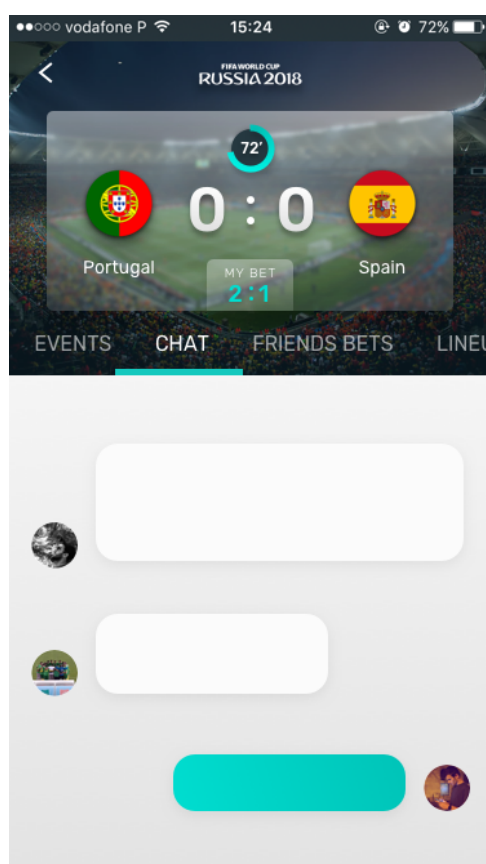 vodafone P 15:24 72%
FIFA WORLD CUP
RUSSIA 2018
72'
0 : 0
Portugal
Spain
MY BET
2:1
EVENTS CHAT FRIENDS BETS LINEU